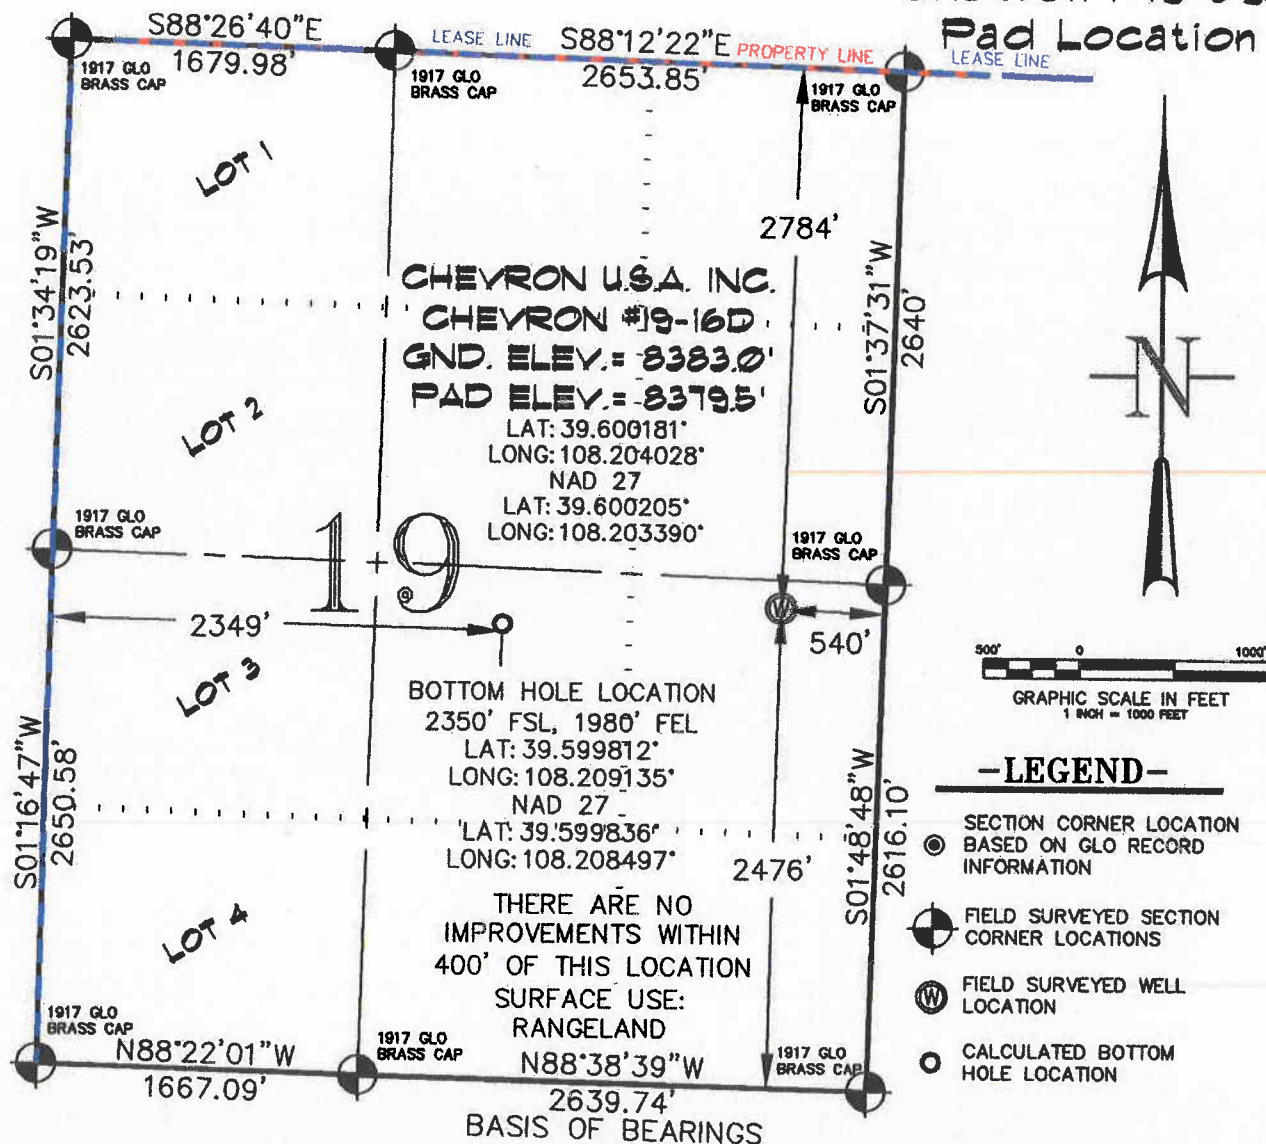 Pad Location
S88°26'40"E
1679.98'
LEASE LINE
S88°12'22"E
2653.85'
PROPERTY LINE
LEASE LINE
1917 GLO
BRASS CAP
1917 GLO
BRASS CAP
1917 GLO
BRASS CAP
LOT 1
2784'
S01°34'19"W
2623.53'
S01°37'31"W
2640'
CHEVRON U.S.A. INC.
CHEVRON #19-16D
GND. ELEV.= 8383.0'
PAD ELEV.= 8379.5'
LAT: 39.600181°
LONG: 108.204028°
NAD 27
LAT: 39.600205°
LONG: 108.203390°
N
LOT 2
1917 GLO
BRASS CAP
19
1917 GLO
BRASS CAP
W
2349'
540'
LOT 3
500' 0 1000'
GRAPHIC SCALE IN FEET
1 INCH = 1000 FEET
BOTTOM HOLE LOCATION
2350' FSL, 1980' FEL
LAT: 39.599812°
LONG: 108.209135°
NAD 27
LAT: 39.599836°
LONG: 108.208497°
S01°16'47"W
2650.58'
S01°48'48"W
2616.10'
2476'
-LEGEND-
SECTION CORNER LOCATION
BASED ON GLO RECORD
INFORMATION
FIELD SURVEYED SECTION
CORNER LOCATIONS
W FIELD SURVEYED WELL
LOCATION
CALCULATED BOTTOM
HOLE LOCATION
LOT 4
THERE ARE NO
IMPROVEMENTS WITHIN
400' OF THIS LOCATION
SURFACE USE:
RANGELAND
1917 GLO
BRASS CAP
1917 GLO
BRASS CAP
1917 GLO
BRASS CAP
N88°22'01"W
1667.09'
N88°38'39"W
2639.74'
BASIS OF BEARINGS